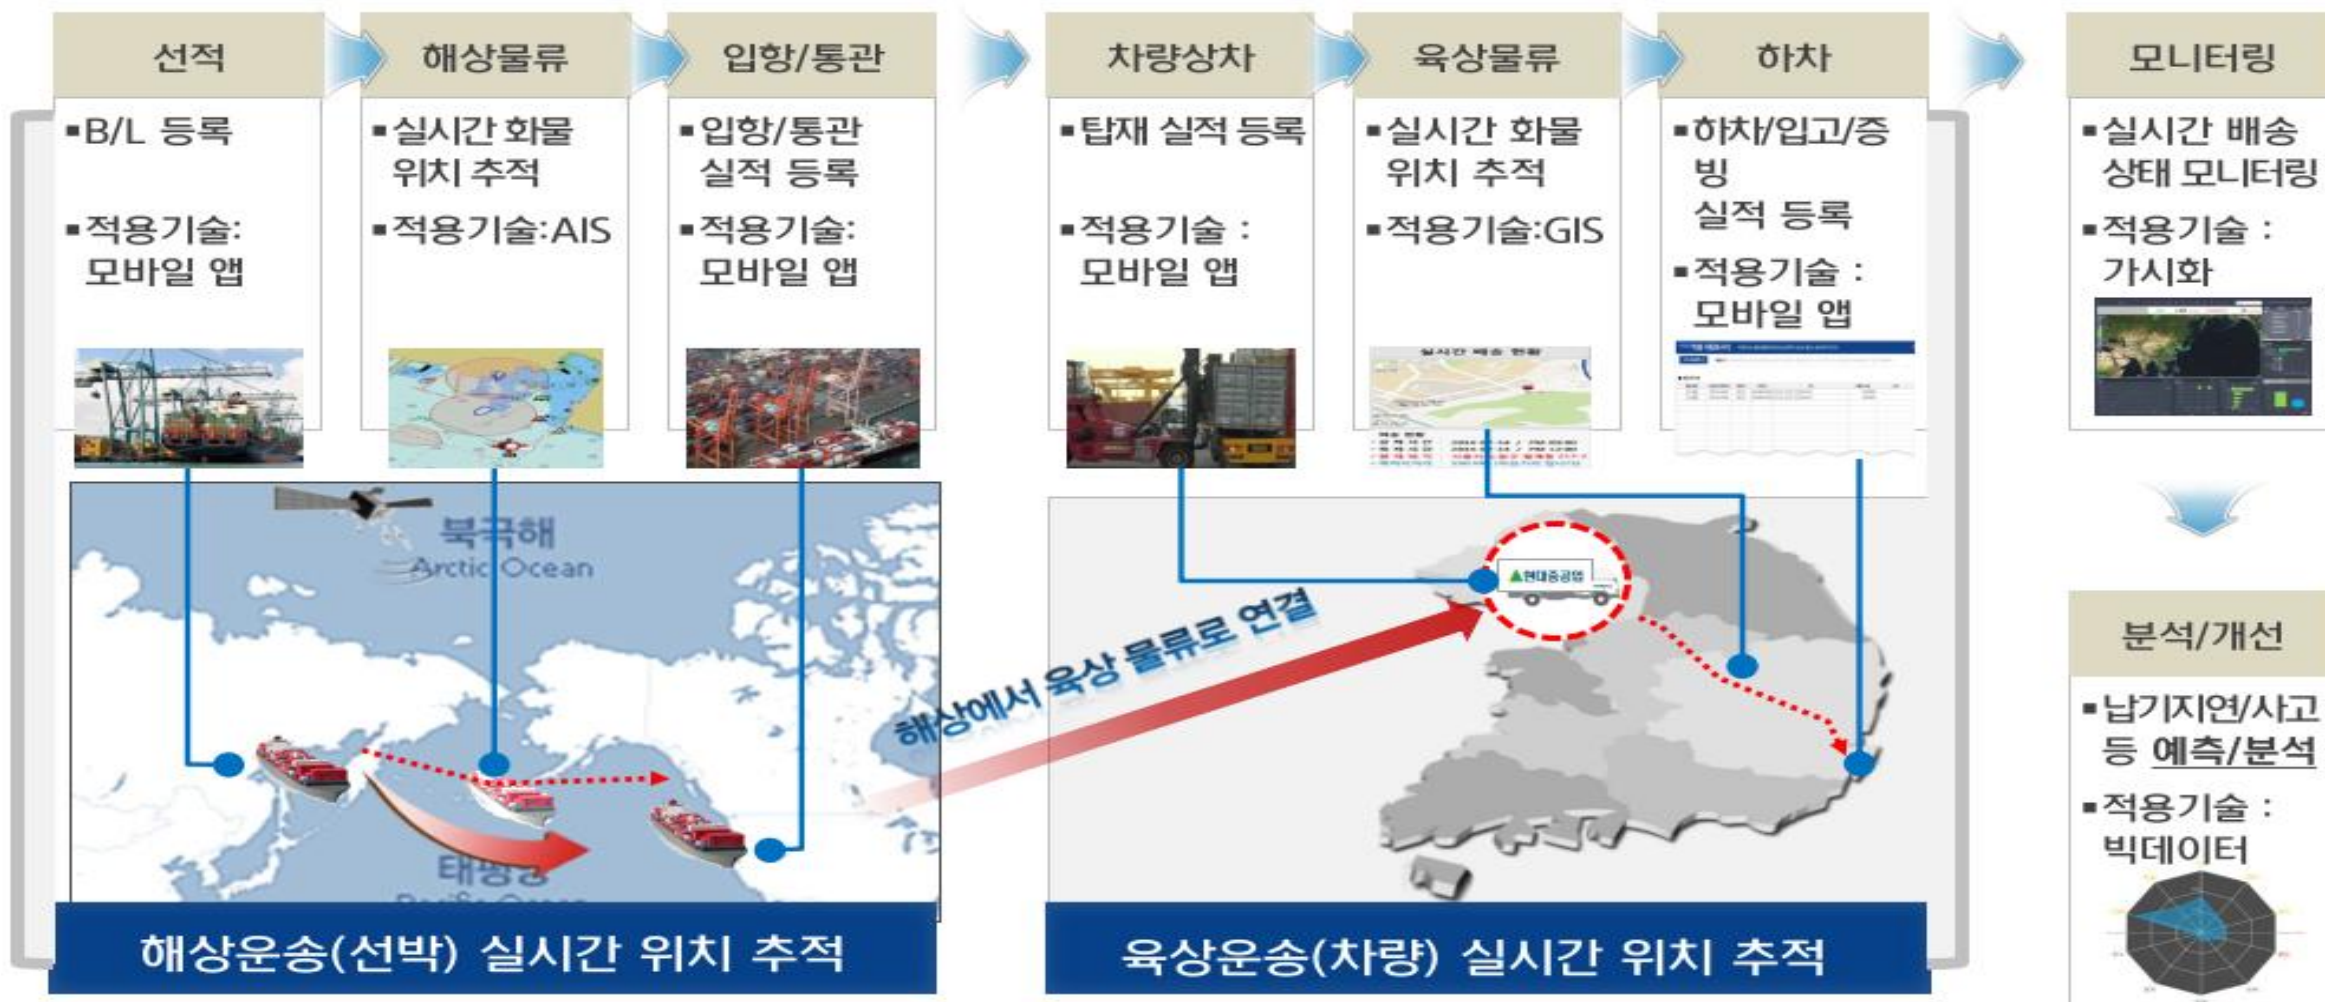 선적
해상물류
입항/통관
차량상차
육상물류
하차
모니터링
▪B/L 등록
▪적용기술:
모바일 앱
▪실시간 화물
위치 추적
▪적용기술:AIS
▪입항/통관
실적 등록
▪적용기술:
모바일 앱
▪탑재 실적 등록
▪적용기술 :
모바일 앱
▪실시간 화물
위치 추적
▪적용기술:GIS
▪하차/입고/증
빙
실적 등록
▪적용기술 :
모바일 앱
▪실시간 배송
상태 모니터링
▪적용기술 :
가시화
실시간 배송 현황
북극해
Arctic Ocean
태평양
Pacific Ocean
해상에서 육상 물류로 연결
현대중공업
분석/개선
▪납기지연/사고
등 예측/분석
▪적용기술 :
빅데이터
해상운송(선박) 실시간 위치 추적
육상운송(차량) 실시간 위치 추적